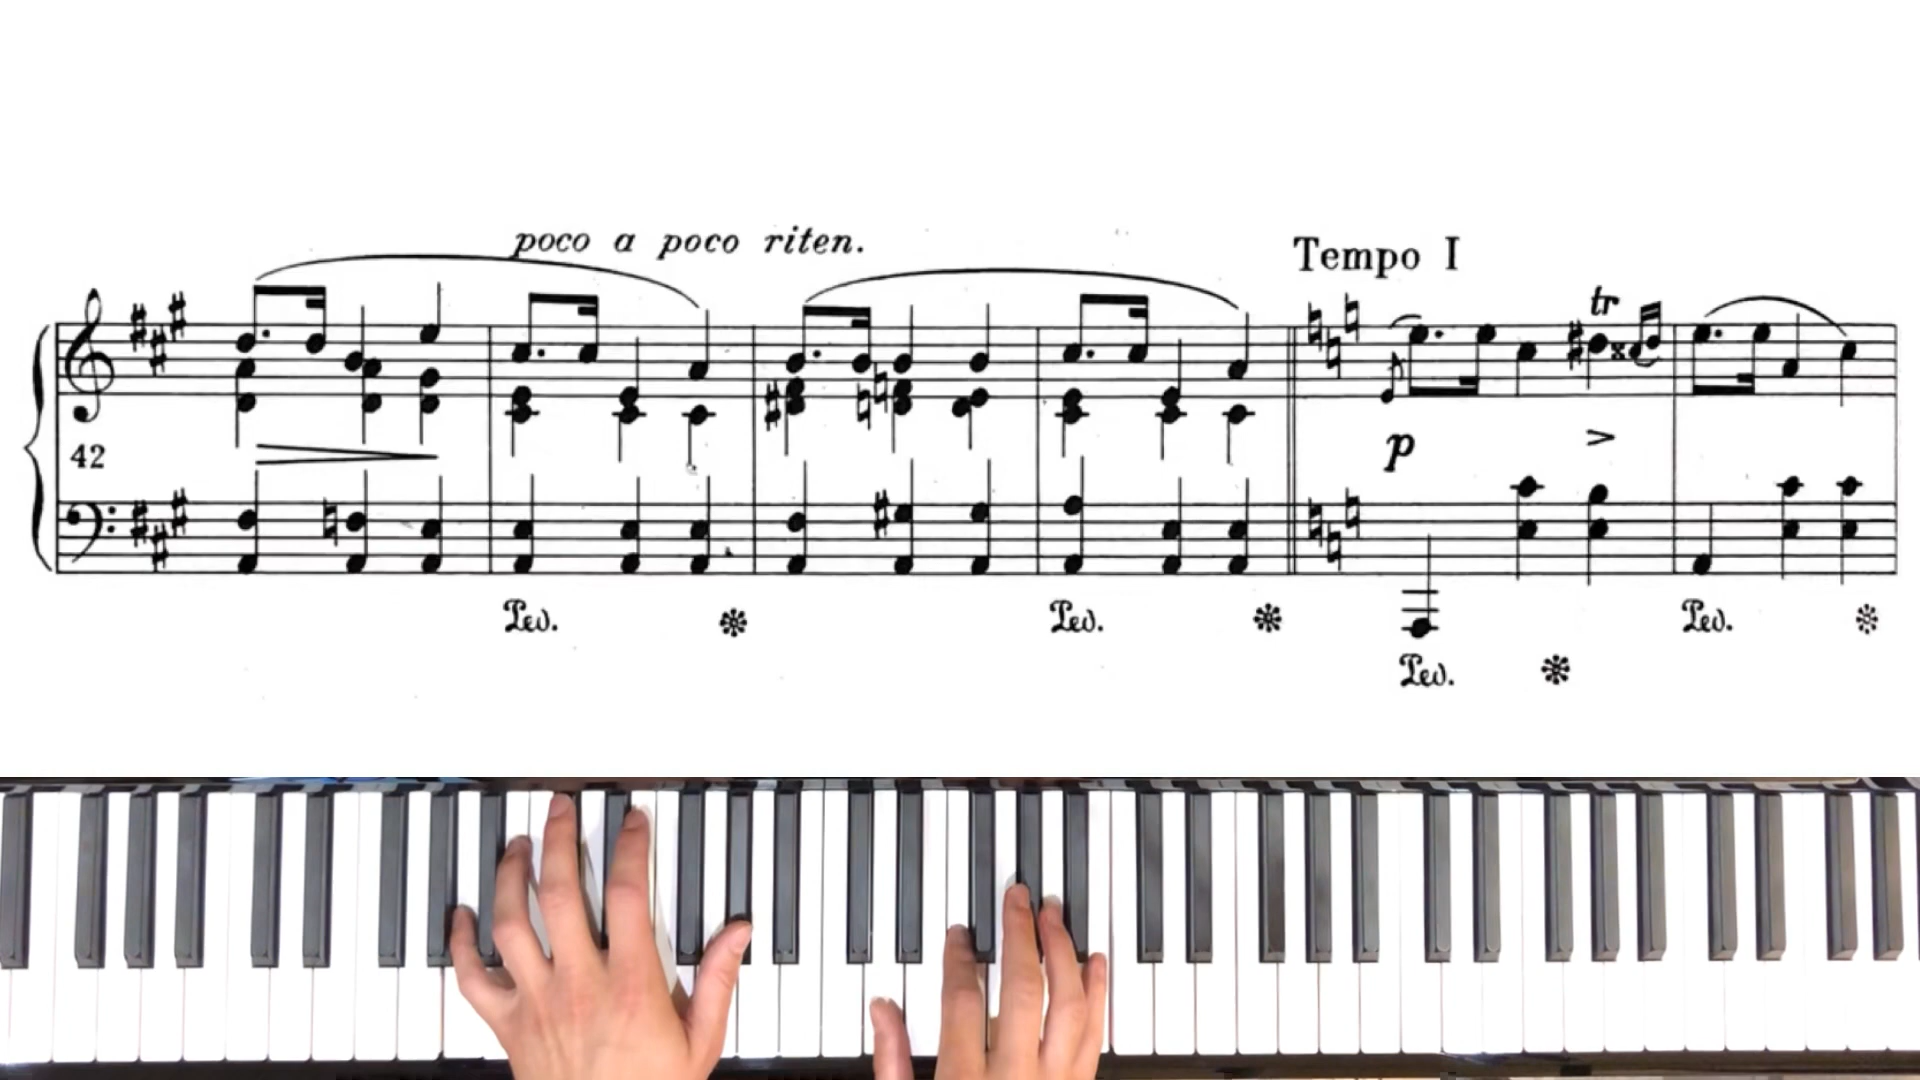 poco a poco riten.
Tempo I
tr
42
p
Ped.
Ped.
Ped.
Ped.